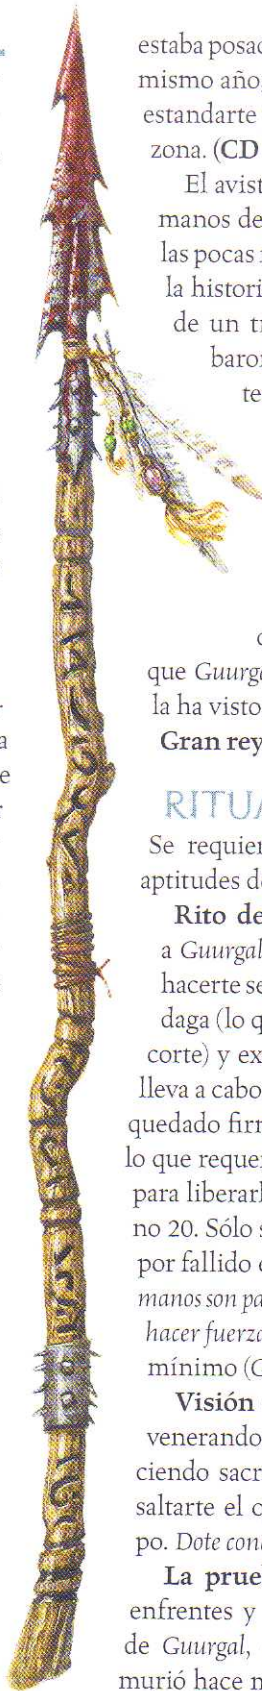 estaba posad
mismo año,
estandarte
zona. (CD
El avist
manos de
las pocas
la histori
de un tr
baron
te
que Guurga
la ha visto
Gran rey
RITUA
Se requier
aptitudes d
Rito de
a Guurgal
hacerte se
daga (lo q
corte) y ex
lleva a cabo
quedado firm
lo que requer
para liberarl
no 20. Sólo s
por fallido e
manos son pa
hacer fuerza
mínimo (C
Visión
venerando
ciendo sacr
saltarte el o
po. Dote con
La prue
enfrentes y
de Guurgal,
murió hace m